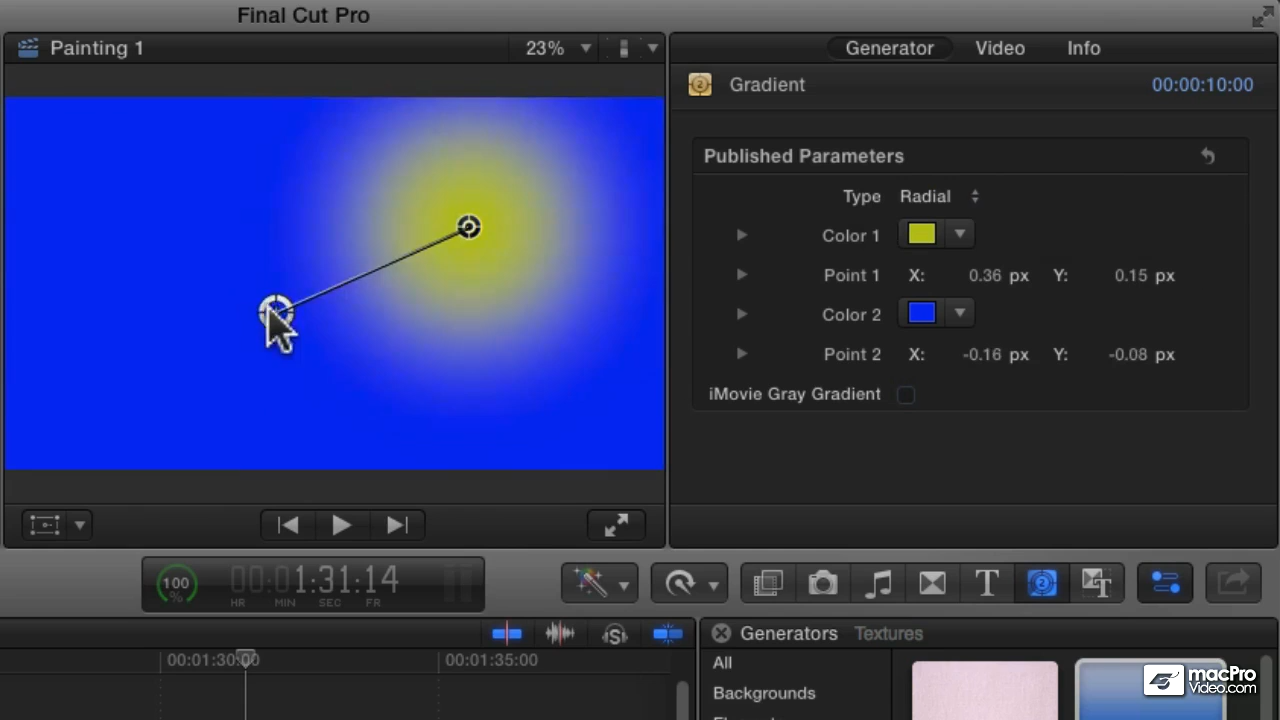 Final Cut Pro
Painting 1
23%
Generator Video Info
Gradient
00:00:10:00
Published Parameters
Type Radial
Color 1
Point 1 X: 0.36 px Y: 0.15 px
Color 2
Point 2 X: -0.16 px Y: -0.08 px
iMovie Gray Gradient
100
%
00:01:31:14
HR MIN SEC FR
T
2
T
00:01:30:00
00:01:35:00
S
Generators Textures
All
Backgrounds
macPro
Video.com